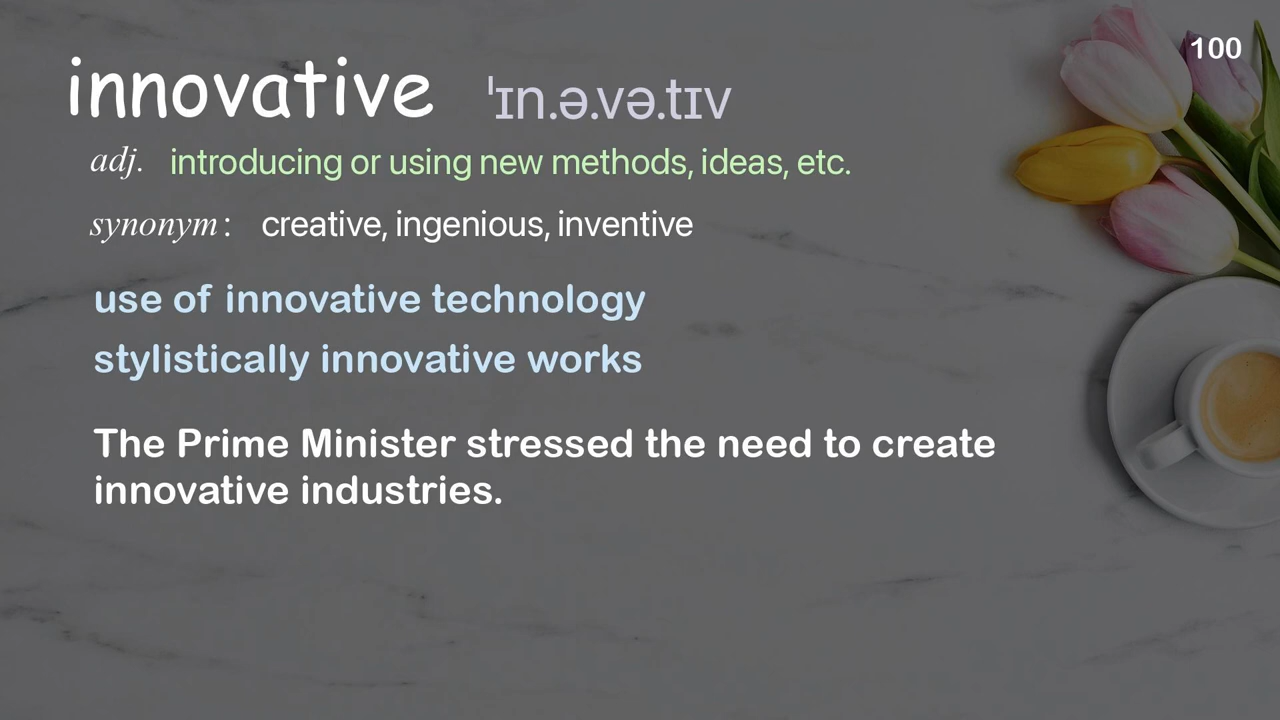 100
innovative ˈɪn.ə.və.tɪv
adj. introducing or using new methods, ideas, etc.
synonym: creative, ingenious, inventive
use of innovative technology
stylistically innovative works
The Prime Minister stressed the need to create
innovative industries.